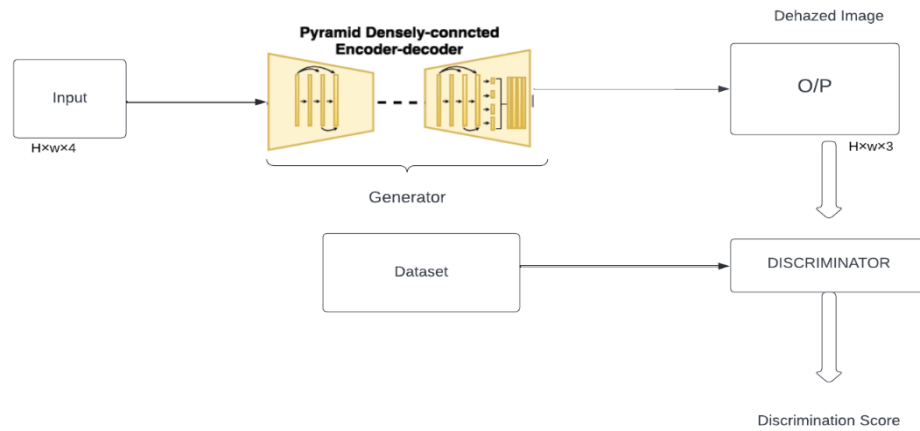 Dehazed Image
Pyramid Densely-conncted
Encoder-decoder
Input
O/P
H×w×4
H×w×3
Generator
Dataset
DISCRIMINATOR
Discrimination Score